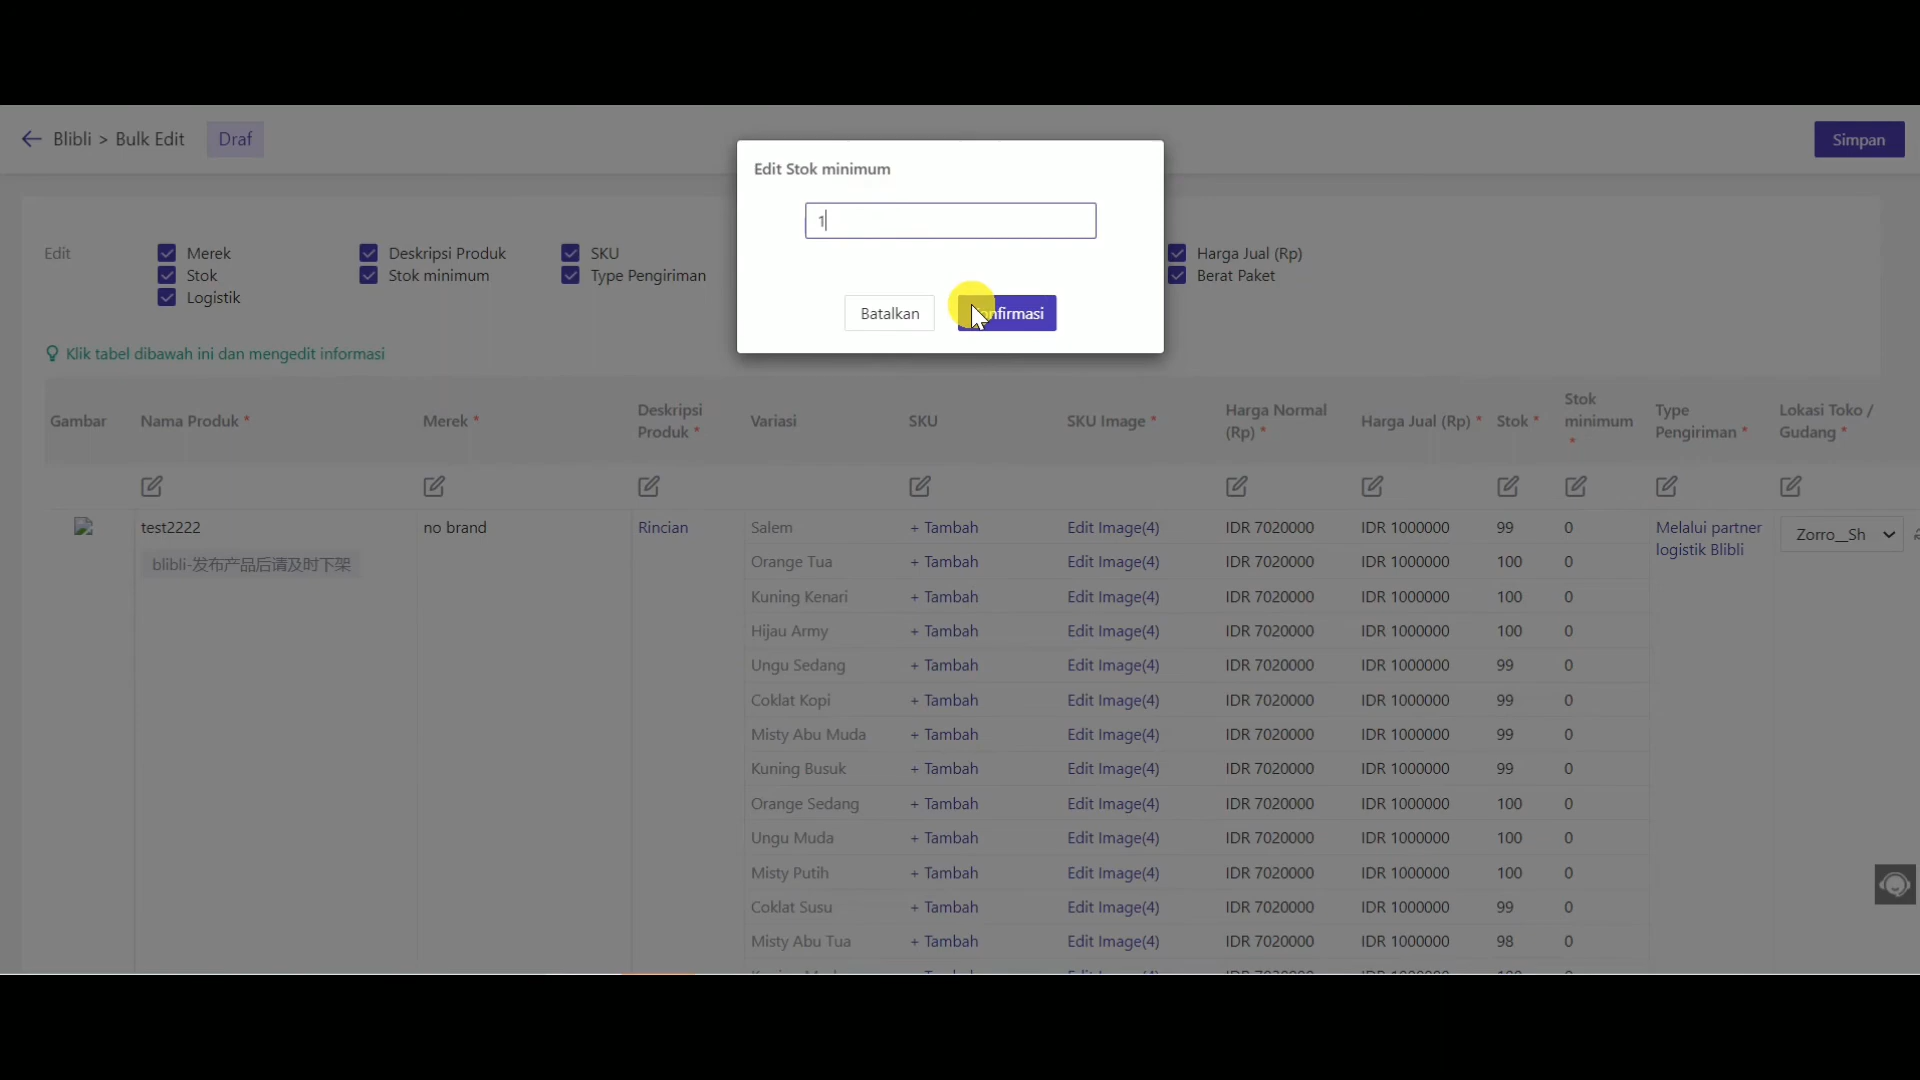 Blibli > Bulk Edit Draf Simpan
Edit Stok minimum
1
Batalkan
Edit Merek Deskripsi Produk SKU Harga Jual (Rp)
Stok Stok minimum Type Pengiriman Berat Paket
Logistik
Klik tabel dibawah ini dan mengedit informasi
Gambar Nama Produk * Merek * Deskripsi Produk * Variasi SKU SKU Image * Harga Normal (Rp) * Harga Jual (Rp) * Stok * Stok minimum * Type Pengiriman * Lokasi Toko / Gudang *
test2222 no brand Rincian Salem + Tambah Edit Image(4) IDR 7020000 IDR 1000000 99 0 Melalui partner logistik Blibli Zorro__Sh
blibli-发布产品后请及时下架 Orange Tua + Tambah Edit Image(4) IDR 7020000 IDR 1000000 100 0
Kuning Kenari + Tambah Edit Image(4) IDR 7020000 IDR 1000000 100 0
Hijau Army + Tambah Edit Image(4) IDR 7020000 IDR 1000000 100 0
Ungu Sedang + Tambah Edit Image(4) IDR 7020000 IDR 1000000 99 0
Coklat Kopi + Tambah Edit Image(4) IDR 7020000 IDR 1000000 99 0
Misty Abu Muda + Tambah Edit Image(4) IDR 7020000 IDR 1000000 99 0
Kuning Busuk + Tambah Edit Image(4) IDR 7020000 IDR 1000000 99 0
Orange Sedang + Tambah Edit Image(4) IDR 7020000 IDR 1000000 100 0
Ungu Muda + Tambah Edit Image(4) IDR 7020000 IDR 1000000 100 0
Misty Putih + Tambah Edit Image(4) IDR 7020000 IDR 1000000 100 0
Coklat Susu + Tambah Edit Image(4) IDR 7020000 IDR 1000000 99 0
Misty Abu Tua + Tambah Edit Image(4) IDR 7020000 IDR 1000000 98 0